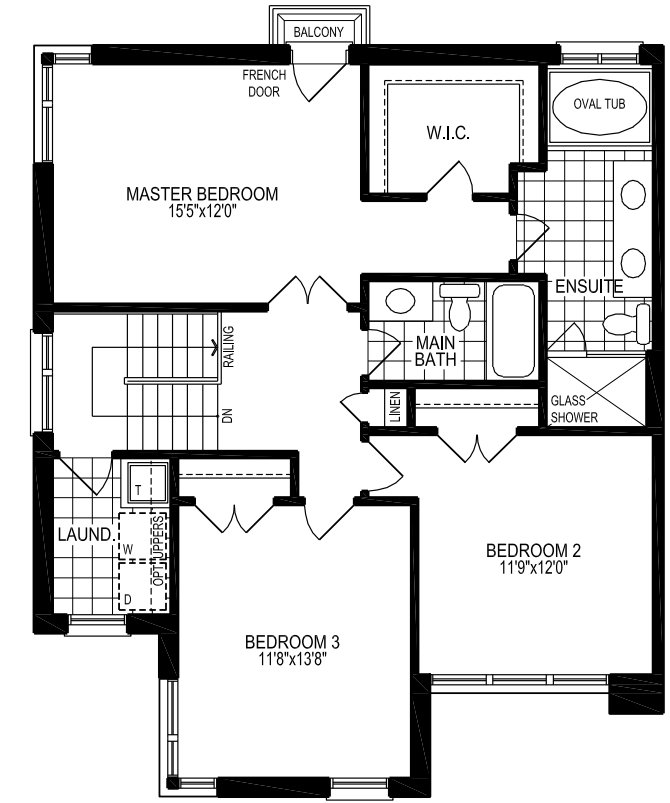 BALCONY
FRENCH
DOOR
OVAL TUB
W.I.C.
MASTER BEDROOM
15'5"x12'0"
ENSUITE
RAILING
MAIN
BATH
DN
LINEN
GLASS
SHOWER
T
LAUND.
OPT. UPPERS
W
D
BEDROOM 2
11'9"x12'0"
BEDROOM 3
11'8"x13'8"